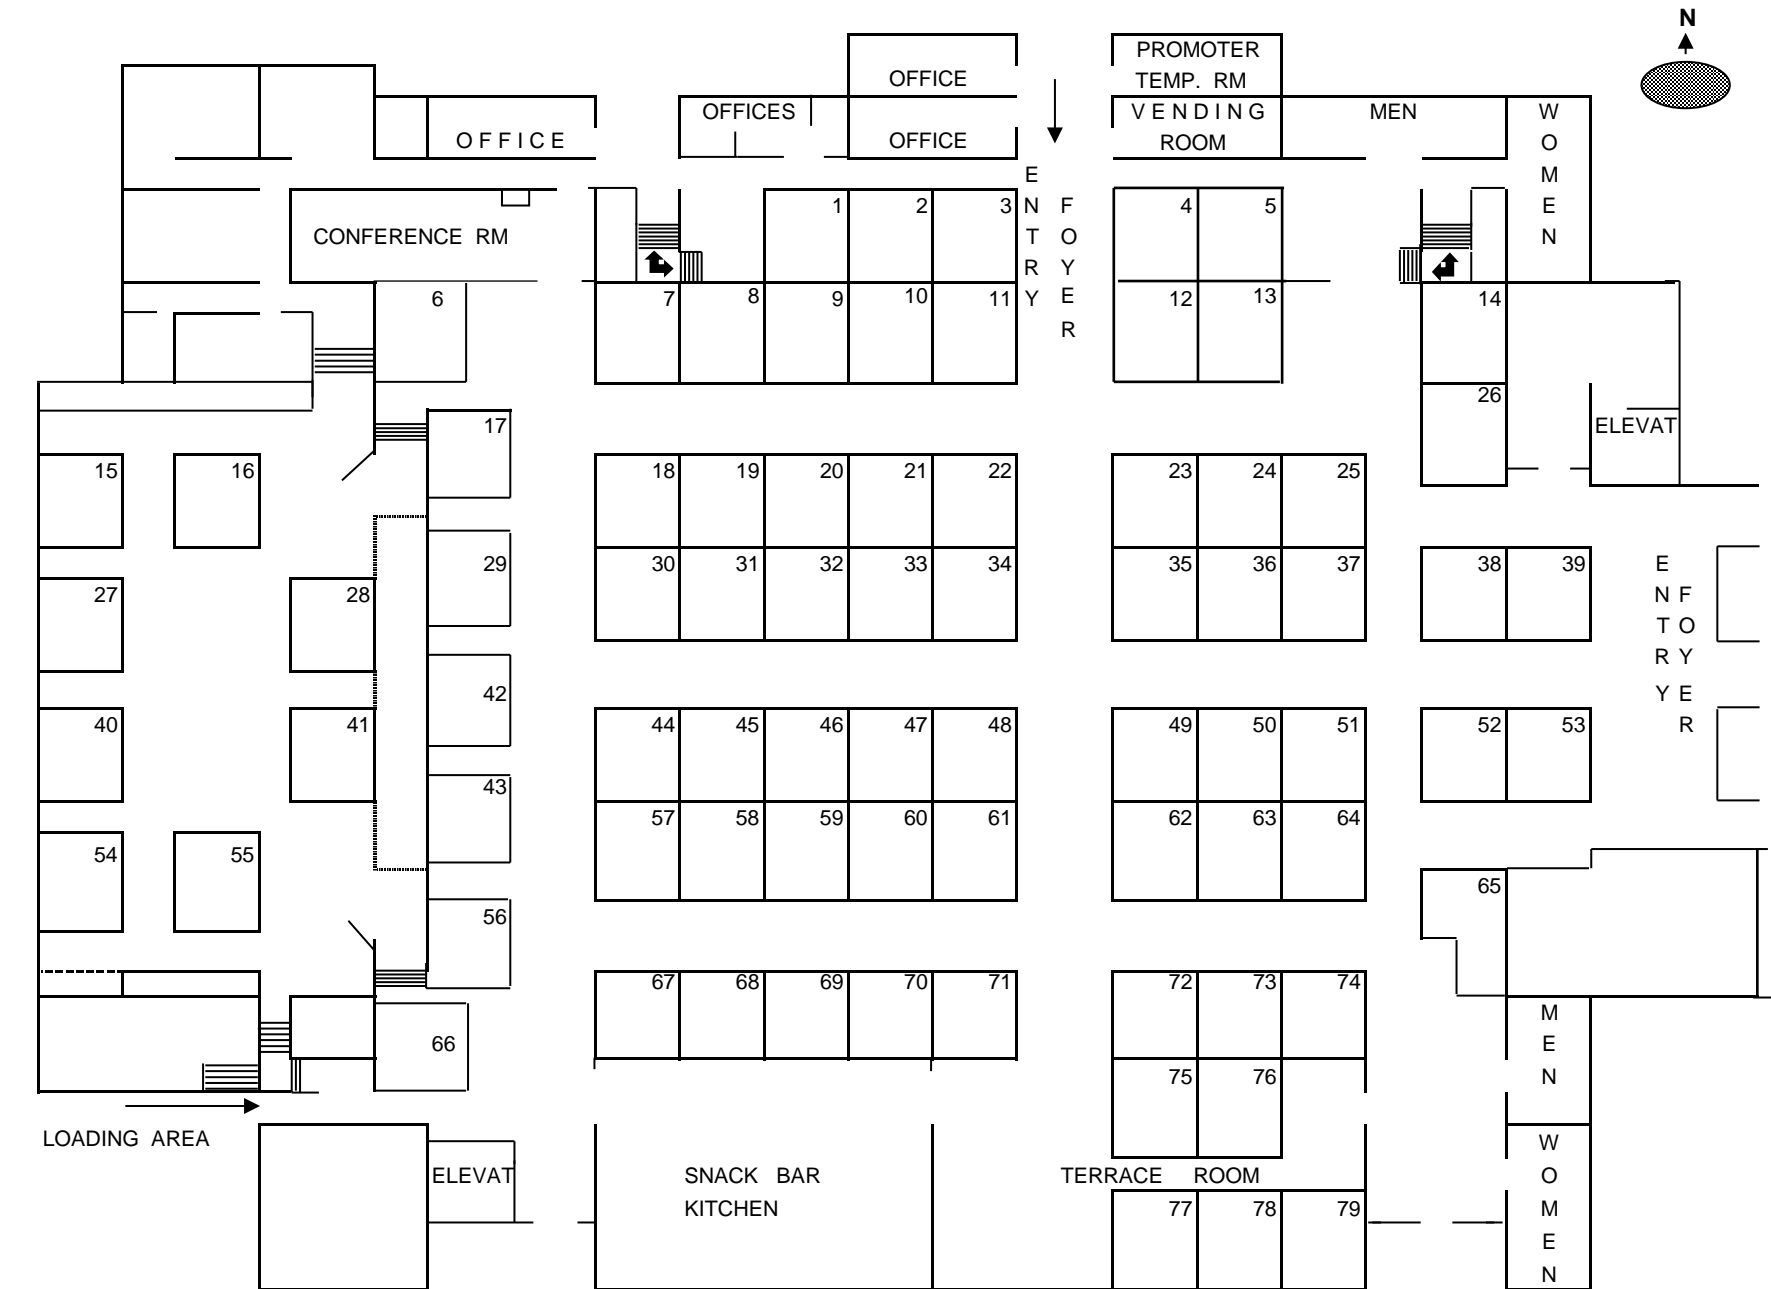 N
PROMOTER
OFFICE TEMP. RM
OFFICES VENDING MEN
OFFICE OFFICE ROOM
WOMEN
ENTRY FOYER
1 2 3 4 5
CONFERENCE RM
6 7 8 9 10 11 12 13 14
26
17 ELEVAT
15 16 18 19 20 21 22 23 24 25
29 30 31 32 33 34 35 36 37 38 39
ENTRY FOYER
27 28
42
40 41 44 45 46 47 48 49 50 51 52 53
43
57 58 59 60 61 62 63 64
54 55 65
56
67 68 69 70 71 72 73 74
MEN
66
75 76
LOADING AREA
WOMEN
ELEVAT SNACK BAR TERRACE ROOM
KITCHEN 77 78 79